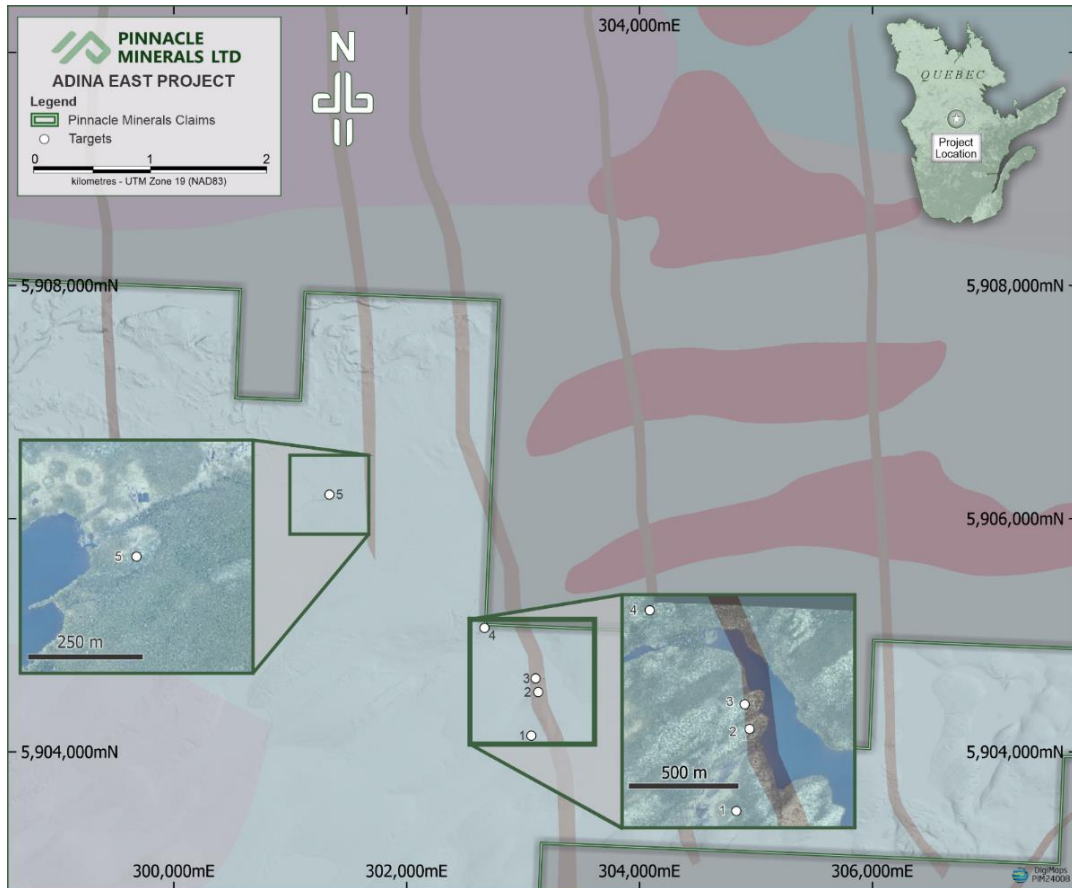 PINNACLE
MINERALS LTD
ADINA EAST PROJECT
Legend
Pinnacle Minerals Claims
Targets
0 1 2
kilometres - UTM Zone 19 (NAD83)
N
304,000mE
QUEBEC
Project
Location
5,908,000mN
5,908,000mN
5
5
250 m
5,906,000mN
4
3
2
1
4
3
2
1
500 m
5,904,000mN
5,904,000mN
300,000mE
302,000mE
304,000mE
306,000mE
DigiMaps
PIM24008